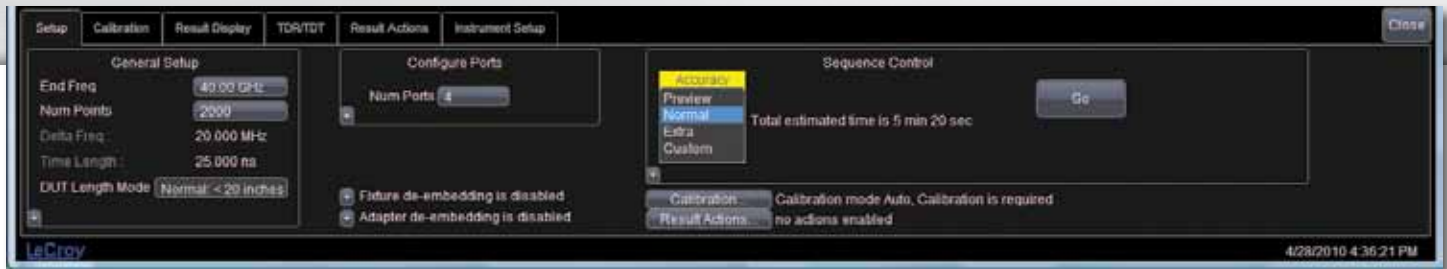 Setup Calibration Result Display TDR/TDT Result Actions Instrument Setup Close
General Setup
End Freq 40.00 GHz
Num Points 2000
Delta Freq 20.000 MHz
Time Length : 25.000 ns
DUT Length Mode Normal: < 20 inches
Configure Ports
Num Ports 4
Fixture de-embedding is disabled
Adapter de-embedding is disabled
Sequence Control
Accuracy
Preview
Normal
Extra
Custom
Total estimated time is 5 min 20 sec
Go
Calibration... Calibration mode Auto, Calibration is required
Result Actions... no actions enabled
LeCroy 4/28/2010 4:36:21 PM